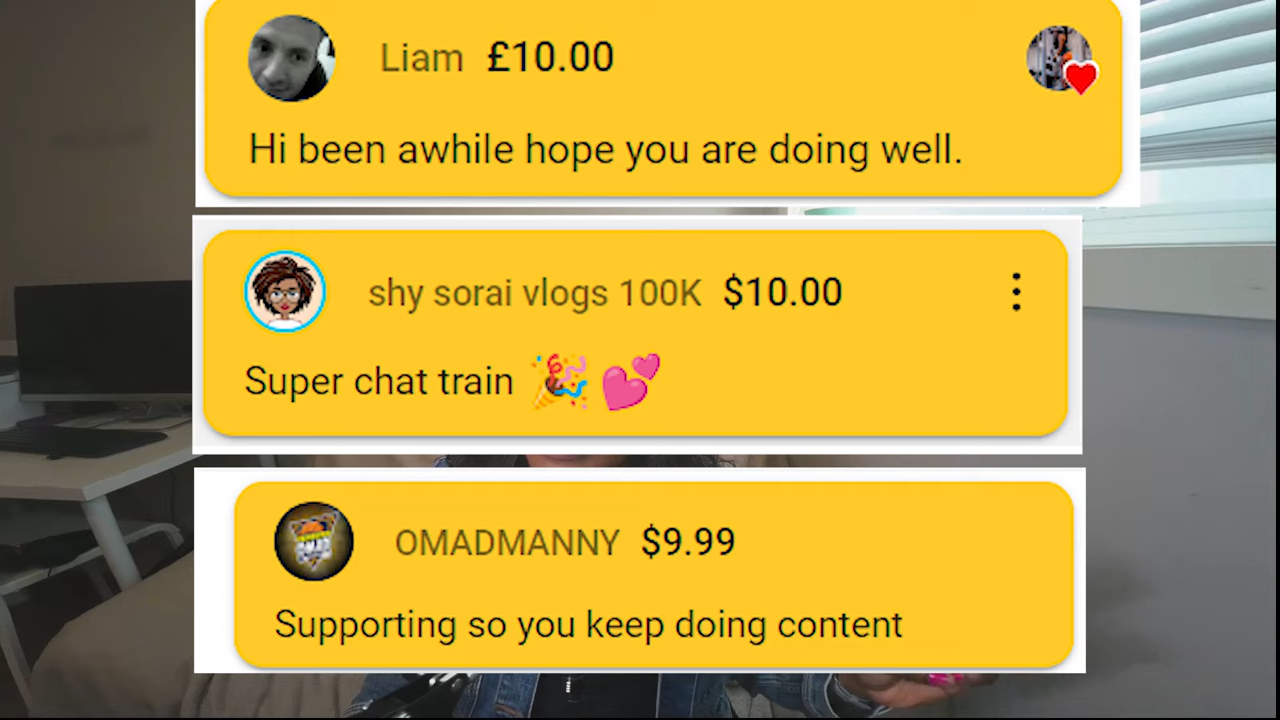 Liam £10.00
Hi been awhile hope you are doing well.
shy sorai vlogs 100K $10.00
Super chat train 🎉 💕
OMADMANNY $9.99
Supporting so you keep doing content